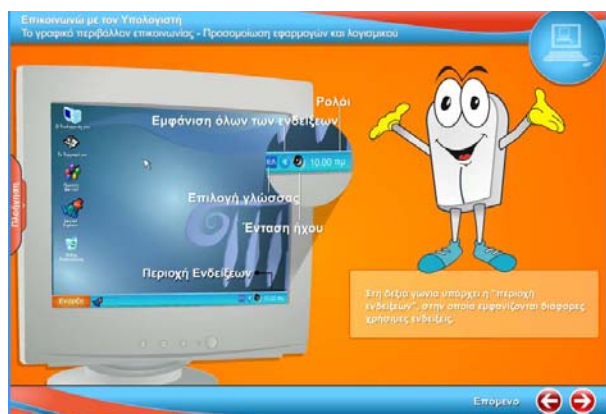 Επικοινωνώ με τον Υπολογιστή
Το γραφικό περιβάλλον επικοινωνίας - Προσομοίωση εφαρμογών και λογισμικού
Ρολόι
Εμφάνιση όλων των ενδείξεων
ΕΛ
10.00 πμ
Επιλογή γλώσσας
Ένταση ήχου
Περιοχή Ενδείξεων
Έναρξη
Πλοήγηση
Στη δεξιά γωνία υπάρχει η "περιοχή
ενδείξεων", στην οποία εμφανίζονται διάφορες
χρήσιμες ενδείξεις.
Επόμενο